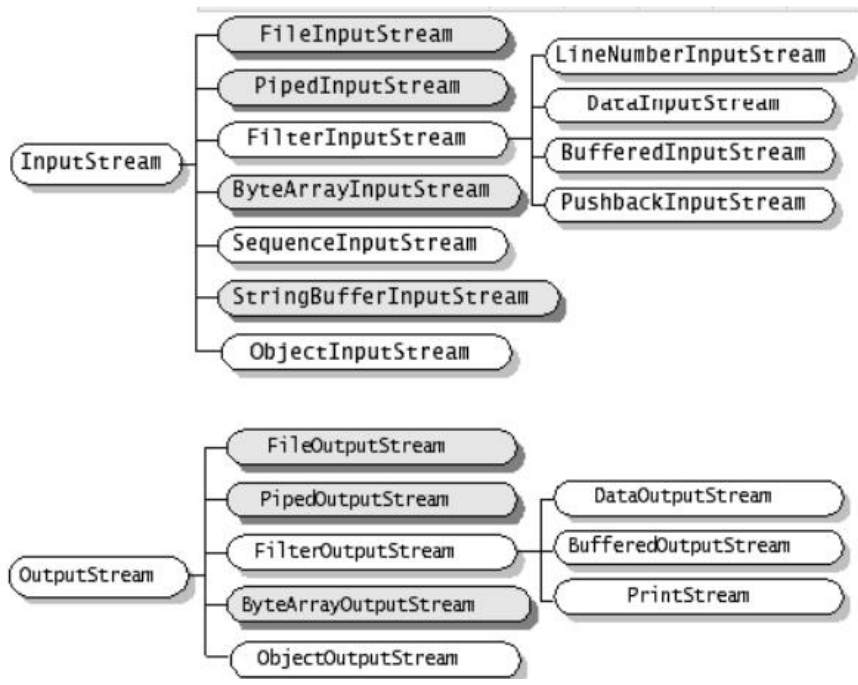 FileInputStream
PipedInputStream
FilterInputStream
InputStream
ByteArrayInputStream
SequenceInputStream
StringBufferInputStream
ObjectInputStream
LineNumberInputStream
DataInputStream
BufferedInputStream
PushbackInputStream
FileOutputStream
PipedOutputStream
FilterOutputStream
OutputStream
ByteArrayOutputStream
ObjectOutputStream
DataOutputStream
BufferedOutputStream
PrintStream